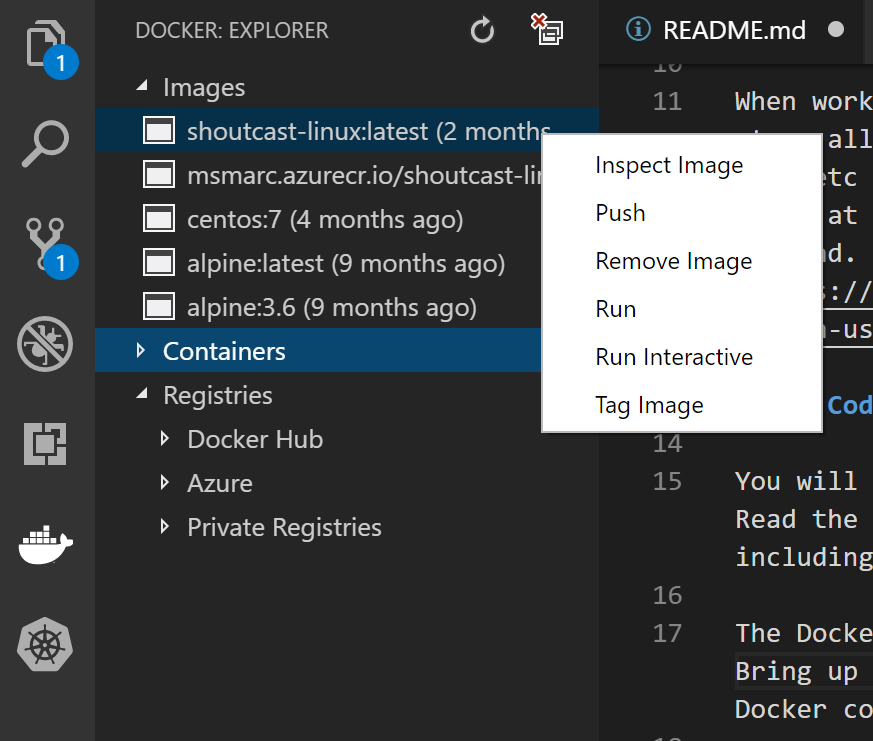 DOCKER: EXPLORER
1
1
Images
shoutcast-linux:latest (2 months
msmarc.azurecr.io/shoutcast-li
centos:7 (4 months ago)
alpine:latest (9 months ago)
alpine:3.6 (9 months ago)
Containers
Registries
Docker Hub
Azure
Private Registries
Inspect Image
Push
Remove Image
Run
Run Interactive
Tag Image
README.md
11 When work
all
etc
at
d.
s://
n-us
Cod
14
15 You will
Read the
including
16
17 The Docke
Bring up
Docker co